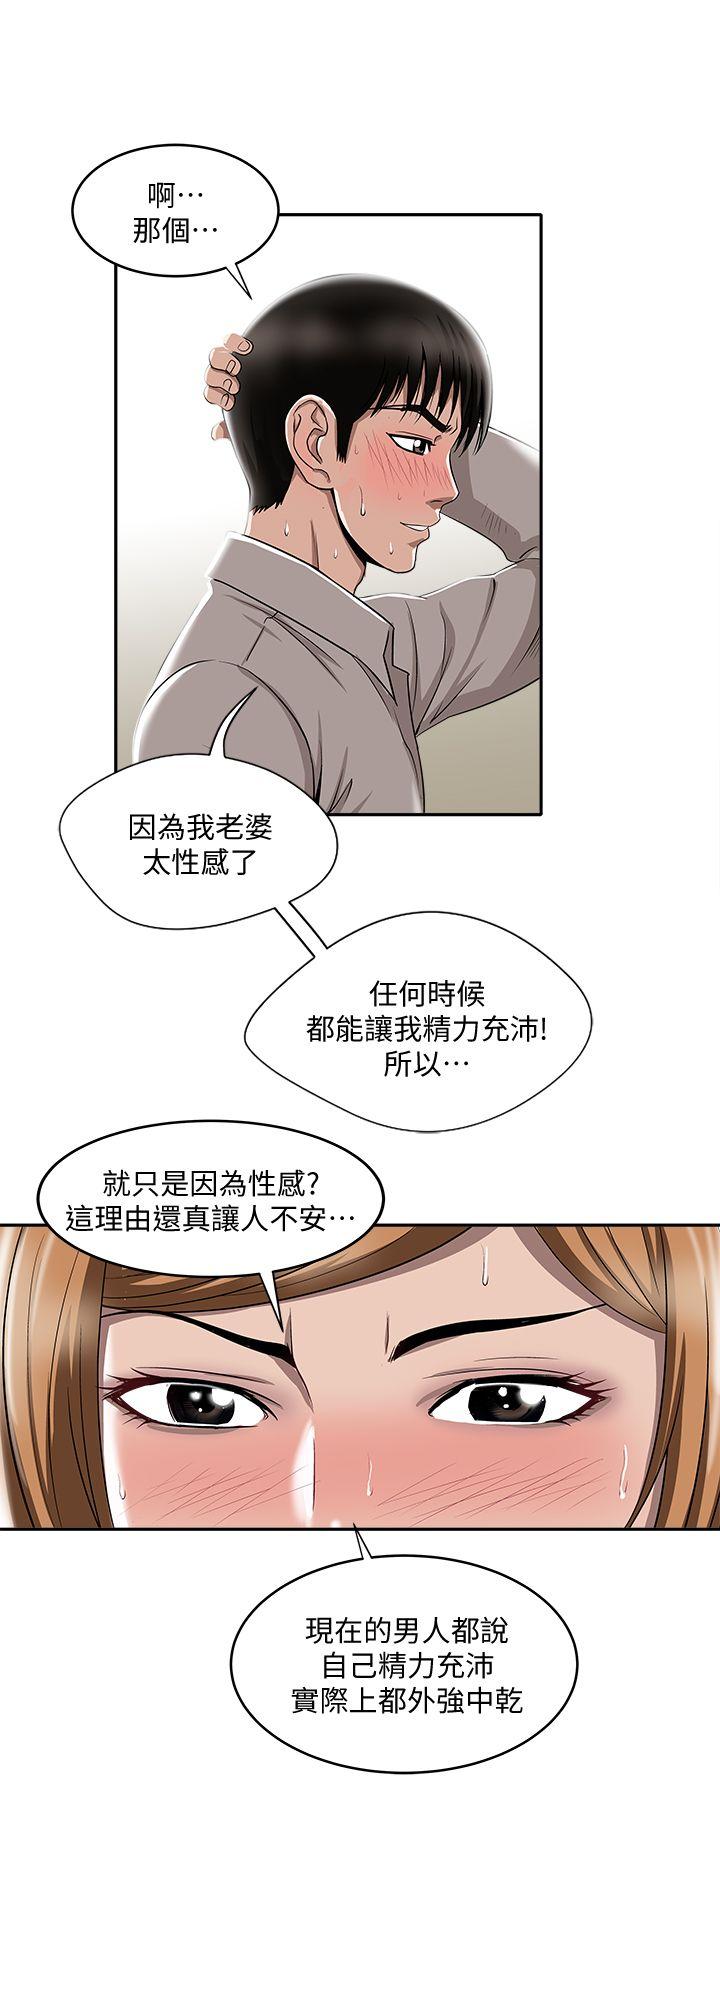 啊…
那個…
因為我老婆
太性感了
任何時候
都能讓我精力充沛!
所以…
就只是因為性感?
這理由還真讓人不安…
現在的男人都說
自己精力充沛
實際上都外強中乾